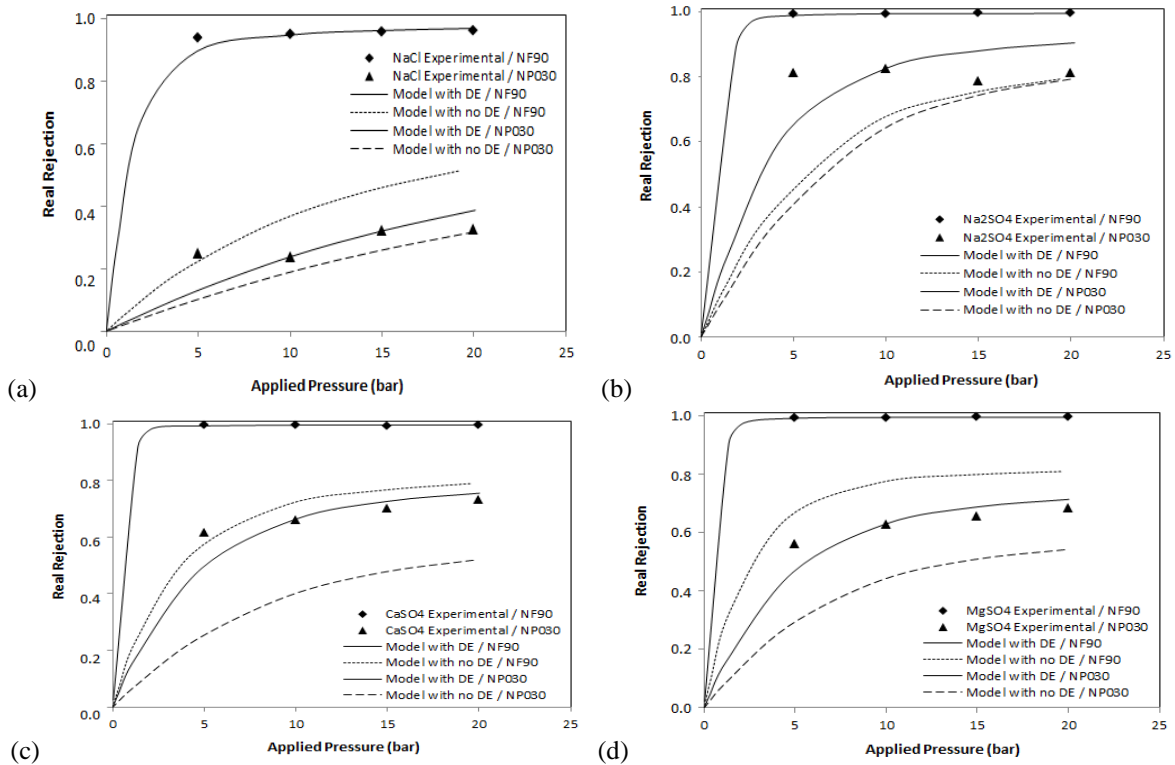 Real Rejection
1.0
0.8
0.6
0.4
0.2
0.0
NaCl Experimental / NF90
NaCl Experimental / NP030
Model with DE / NF90
Model with no DE / NF90
Model with DE / NP030
Model with no DE / NP030
0 5 10 15 20 25
Applied Pressure (bar)
(a)
Real Rejection
1.0
0.8
0.6
0.4
0.2
0.0
Na2SO4 Experimental / NF90
Na2SO4 Experimental / NP030
Model with DE / NF90
Model with no DE / NF90
Model with DE / NP030
Model with no DE / NP030
0 5 10 15 20 25
Applied Pressure (bar)
(b)
Real Rejection
1.0
0.8
0.6
0.4
0.2
0.0
CaSO4 Experimental / NF90
CaSO4 Experimental / NP030
Model with DE / NF90
Model with no DE / NF90
Model with DE / NP030
Model with no DE / NP030
0 5 10 15 20 25
Applied Pressure (bar)
(c)
Real Rejection
1.0
0.8
0.6
0.4
0.2
0.0
MgSO4 Experimental / NF90
MgSO4 Experimental / NP030
Model with DE / NF90
Model with no DE / NF90
Model with DE / NP030
Model with no DE / NP030
0 5 10 15 20 25
Applied Pressure (bar)
(d)